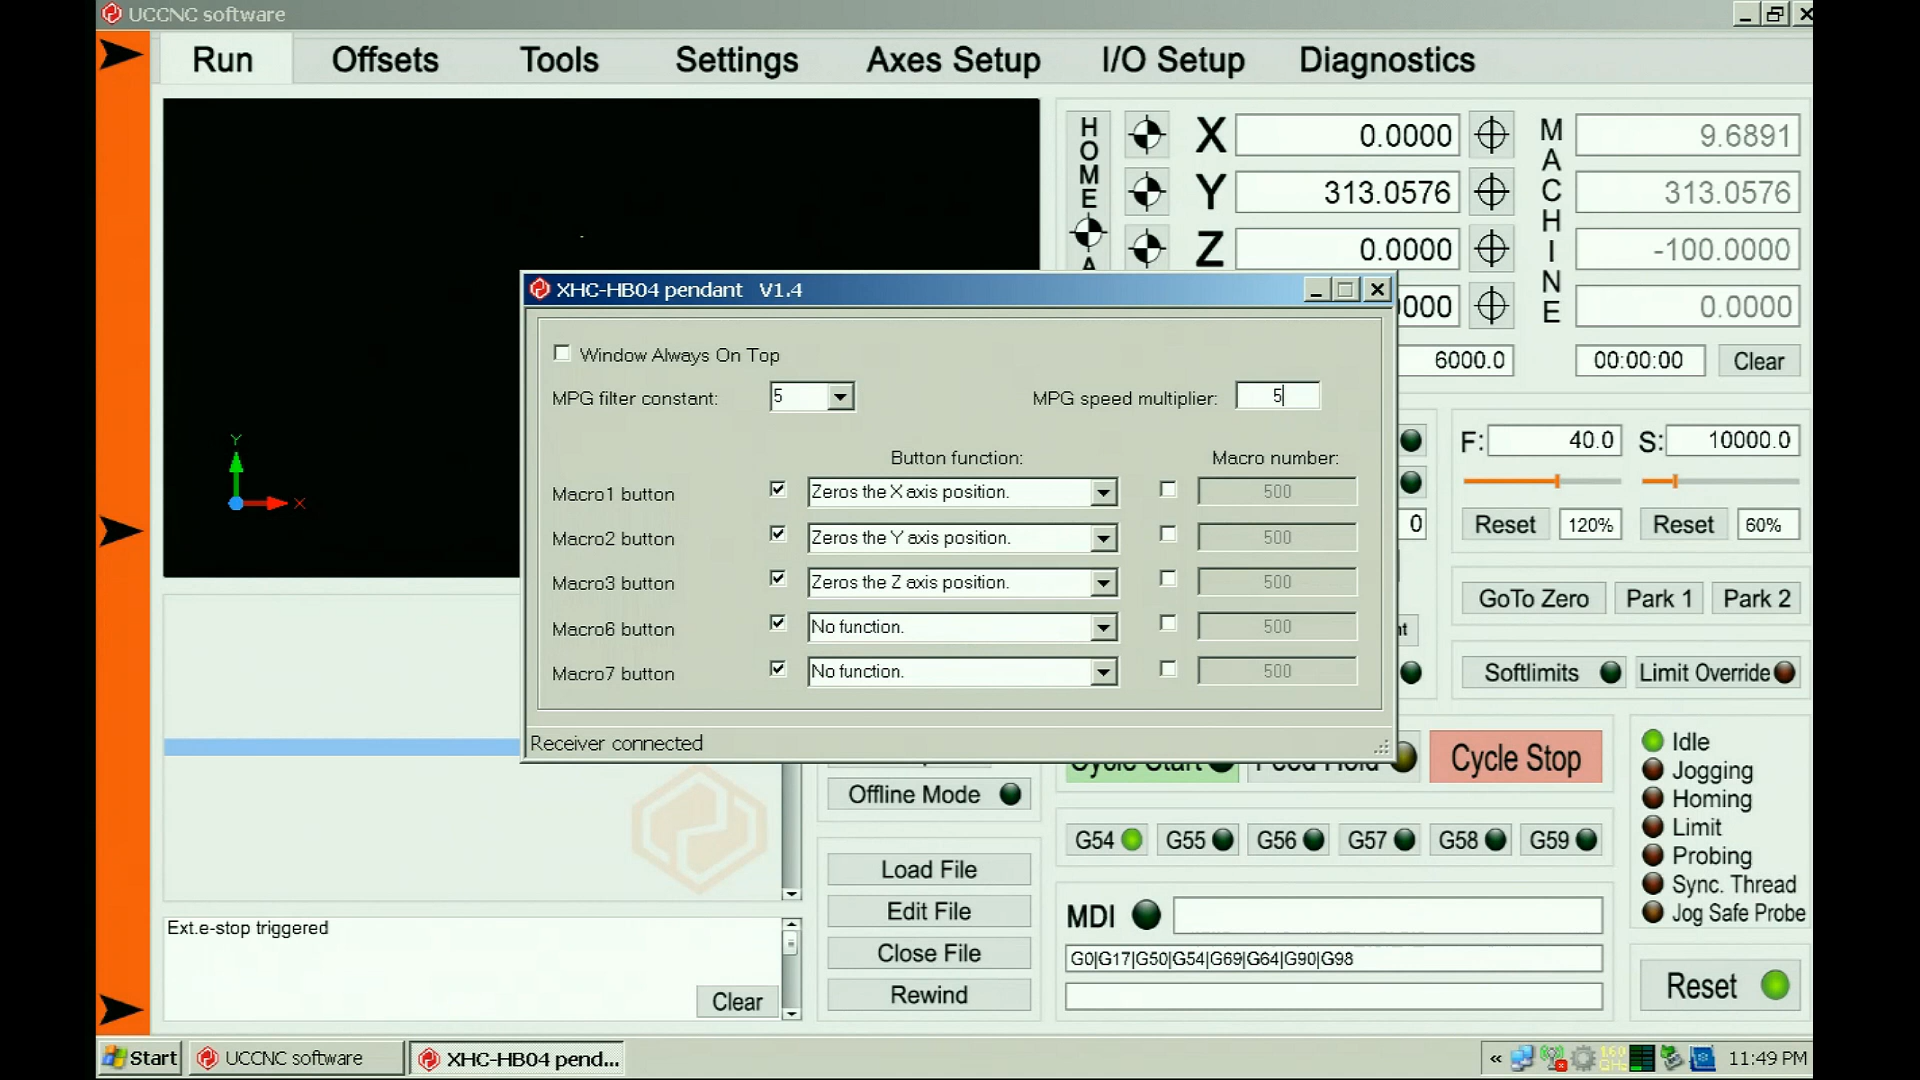 UCCNC software
Run Offsets Tools Settings Axes Setup I/O Setup Diagnostics
HOME
X 0.0000
Y 313.0576
Z 0.0000
A
000
MACHINE
9.6891
313.0576
-100.0000
0.0000
6000.0 00:00:00 Clear
XHC-HB04 pendant V1.4
Window Always On Top
MPG filter constant: 5 MPG speed multiplier: 5
Button function: Macro number:
Macro1 button Zeros the X axis position. 500
Macro2 button Zeros the Y axis position. 500
Macro3 button Zeros the Z axis position. 500
Macro6 button No function. 500
Macro7 button No function. 500
Receiver connected
Y
X
0
F: 40.0 S: 10000.0
Reset 120% Reset 60%
GoTo Zero Park 1 Park 2
Softlimits Limit Override
Cycle Start Feed Hold Cycle Stop
Offline Mode
G54 G55 G56 G57 G58 G59
Load File
Edit File
Close File
Rewind
MDI
G0|G17|G50|G54|G69|G64|G90|G98
Idle
Jogging
Homing
Limit
Probing
Sync. Thread
Jog Safe Probe
Reset
Ext.e-stop triggered
Clear
Start UCCNC software XHC-HB04 pend... « 11:49 PM